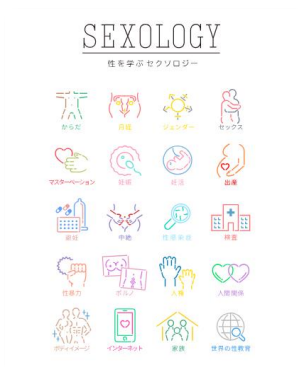 SEXOLOGY
性を学ぶセクソロジー
からだ 月経 ジェンダー セックス
マスターベーション 妊娠 妊活 出産
避妊 中絶 性感染症 検査
性暴力 ポルノ 人権 人間関係
ボディイメージ インターネット 家族 世界の性教育